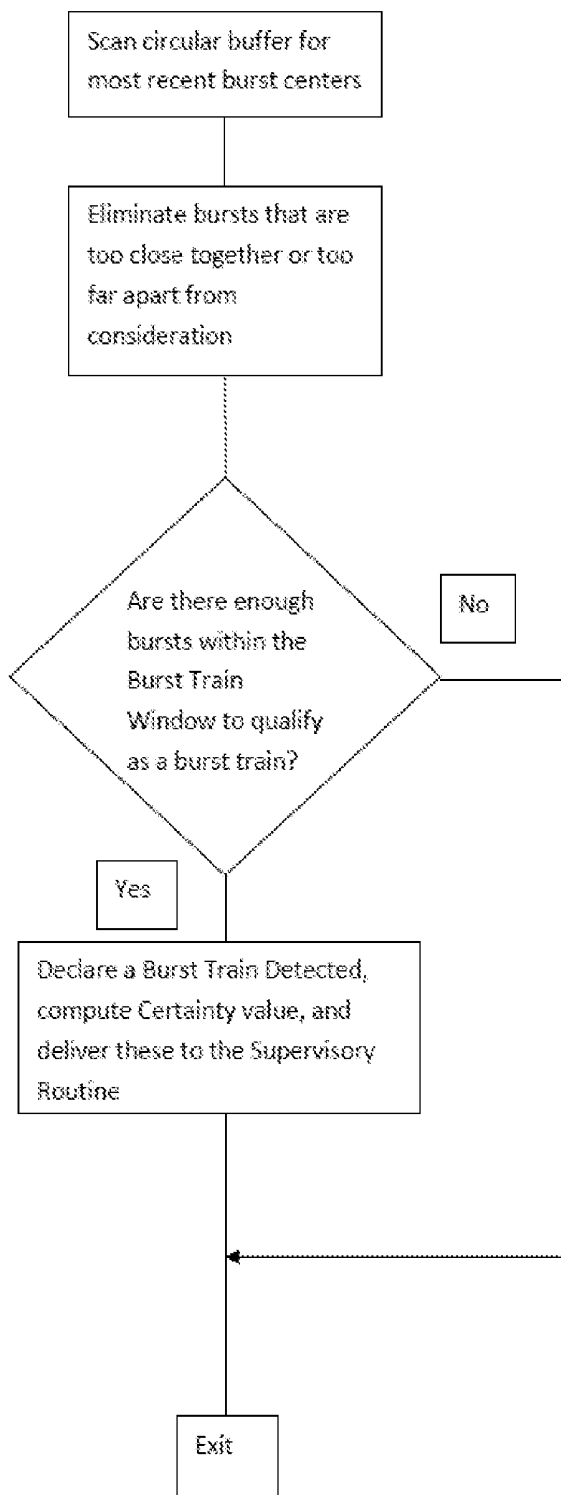 Scan circular buffer for
most recent burst centers
Eliminate bursts that are
too close together or too
far apart from
consideration
Are there enough
bursts within the
Burst Train
Window to qualify
as a burst train?
No
Yes
Declare a Burst Train Detected,
compute Certainty value, and
deliver these to the Supervisory
Routine
Exit